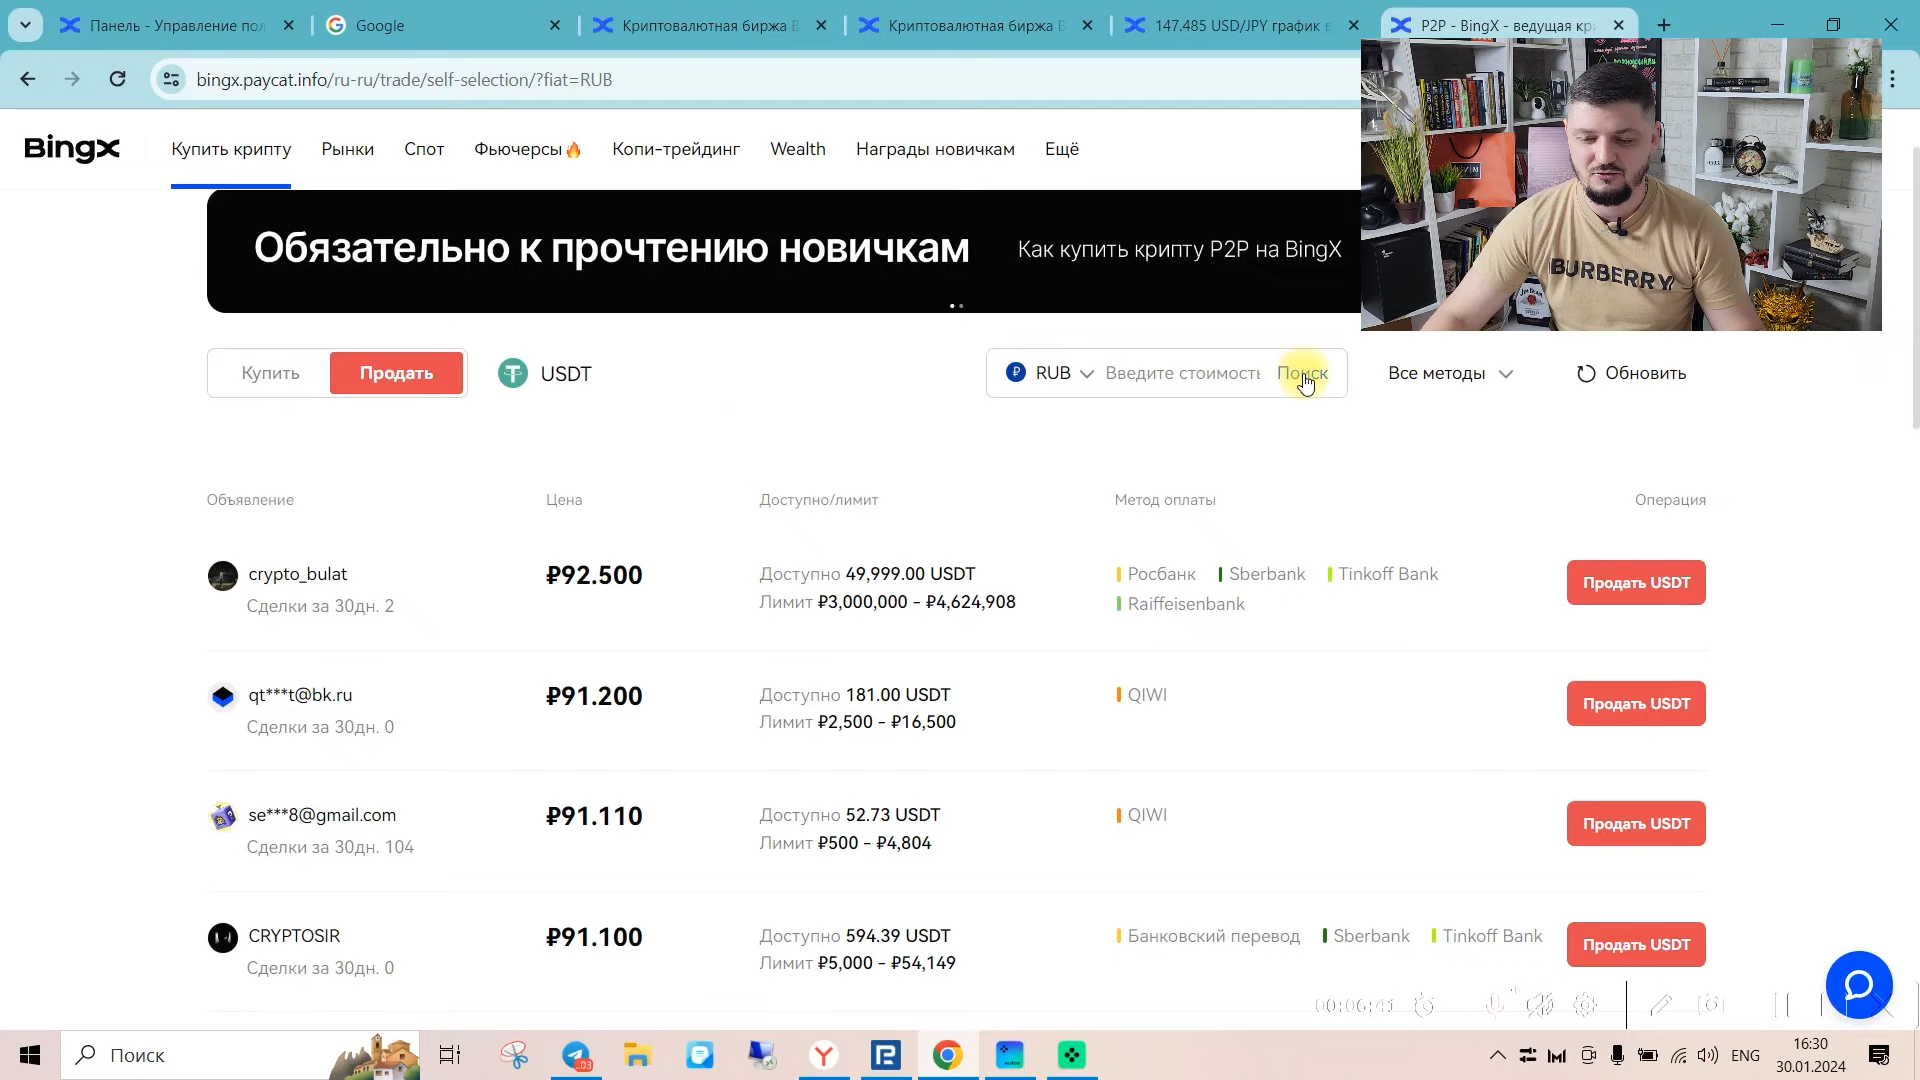 Панель - Управление пол
Google
Криптовалютная биржа B
Криптовалютная биржа B
147.485 USD/JPY график в
P2P - BingX - ведущая кри
bingx.paycat.info/ru-ru/trade/self-selection/?fiat=RUB
BingX
Купить крипту
Рынки
Спот
Фьючерсы
Копи-трейдинг
Wealth
Награды новичкам
Ещё
Обязательно к прочтению новичкам
Как купить крипту P2P на BingX
BURBERRY
Купить
Продать
USDT
RUB
Введите стоимость
Поиск
Все методы
Обновить
Объявление
Цена
Доступно/лимит
Метод оплаты
Операция
crypto_bulat
Сделки за 30дн. 2
₽92.500
Доступно 49,999.00 USDT
Лимит ₽3,000,000 - ₽4,624,908
Росбанк
Sberbank
Tinkoff Bank
Raiffeisenbank
Продать USDT
qt***t@bk.ru
Сделки за 30дн. 0
₽91.200
Доступно 181.00 USDT
Лимит ₽2,500 - ₽16,500
QIWI
Продать USDT
se***8@gmail.com
Сделки за 30дн. 104
₽91.110
Доступно 52.73 USDT
Лимит ₽500 - ₽4,804
QIWI
Продать USDT
CRYPTOSIR
Сделки за 30дн. 0
₽91.100
Доступно 594.39 USDT
Лимит ₽5,000 - ₽54,149
Банковский перевод
Sberbank
Tinkoff Bank
Продать USDT
00:06:41
Поиск
ENG
16:30
30.01.2024